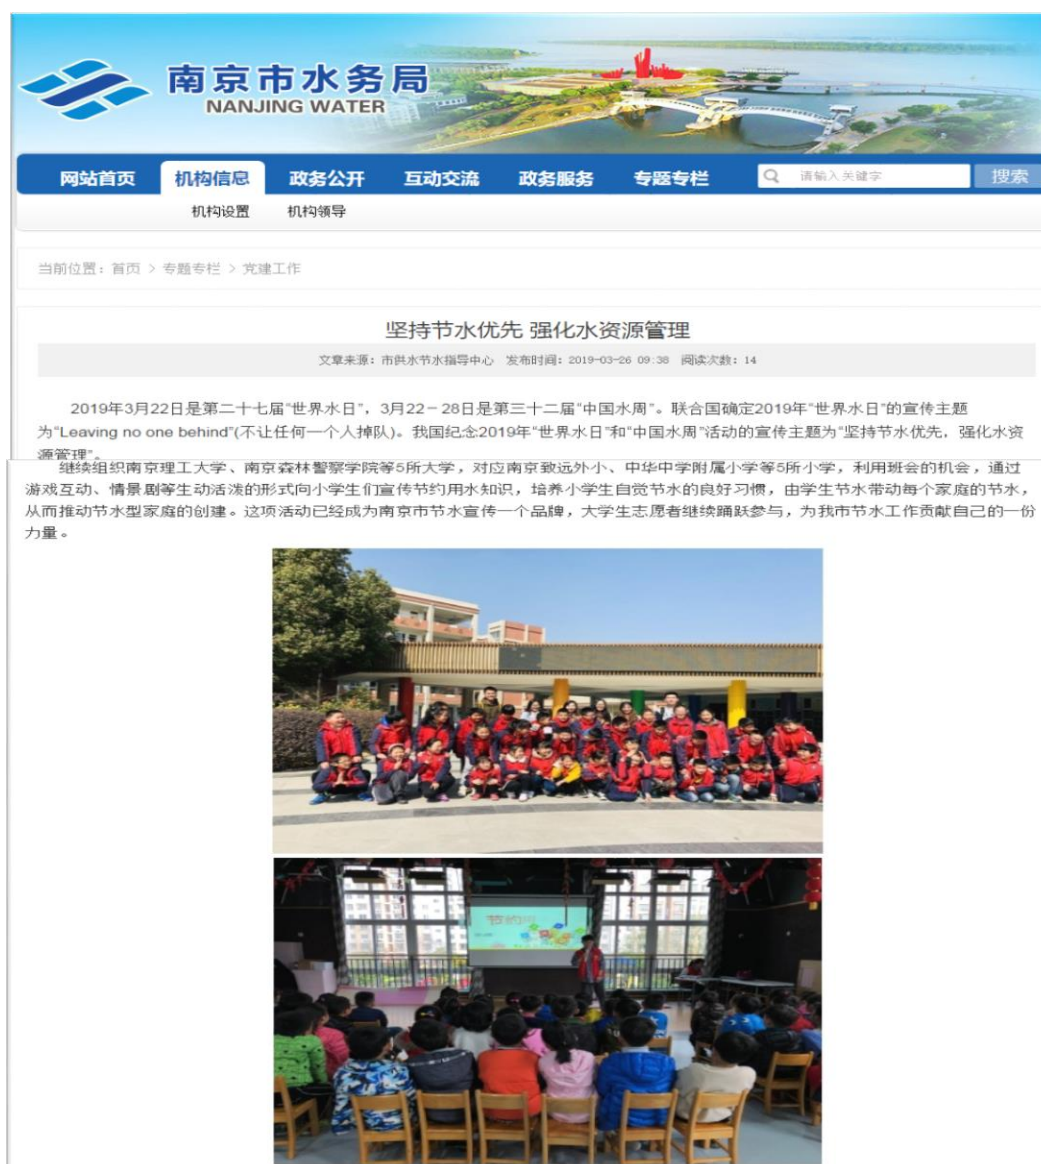 南京市水务局
NANJING WATER
网站首页 机构信息 政务公开 互动交流 政务服务 专题专栏 请输入关键字 搜索
机构设置 机构领导
当前位置：首页 > 专题专栏 > 党建工作
坚持节水优先 强化水资源管理
文章来源：市供水节水指导中心 发布时间：2019-03-26 09:38 阅读次数：14
2019年3月22日是第二十七届“世界水日”，3月22－28日是第三十二届“中国水周”。联合国确定2019年“世界水日”的宣传主题
为“Leaving no one behind”(不让任何一个人掉队)。我国纪念2019年“世界水日”和“中国水周”活动的宣传主题为“坚持节水优先，强化水资
源管理”。
继续组织南京理工大学、南京森林警察学院等5所大学，对应南京致远外小、中华中学附属小学等5所小学，利用班会的机会，通过
游戏互动、情景剧等生动活泼的形式向小学生们宣传节约用水知识，培养小学生自觉节水的良好习惯，由学生节水带动每个家庭的节水，
从而推动节水型家庭的创建。这项活动已经成为南京市节水宣传一个品牌，大学生志愿者继续踊跃参与，为我市节水工作贡献自己的一份
力量。
节约用